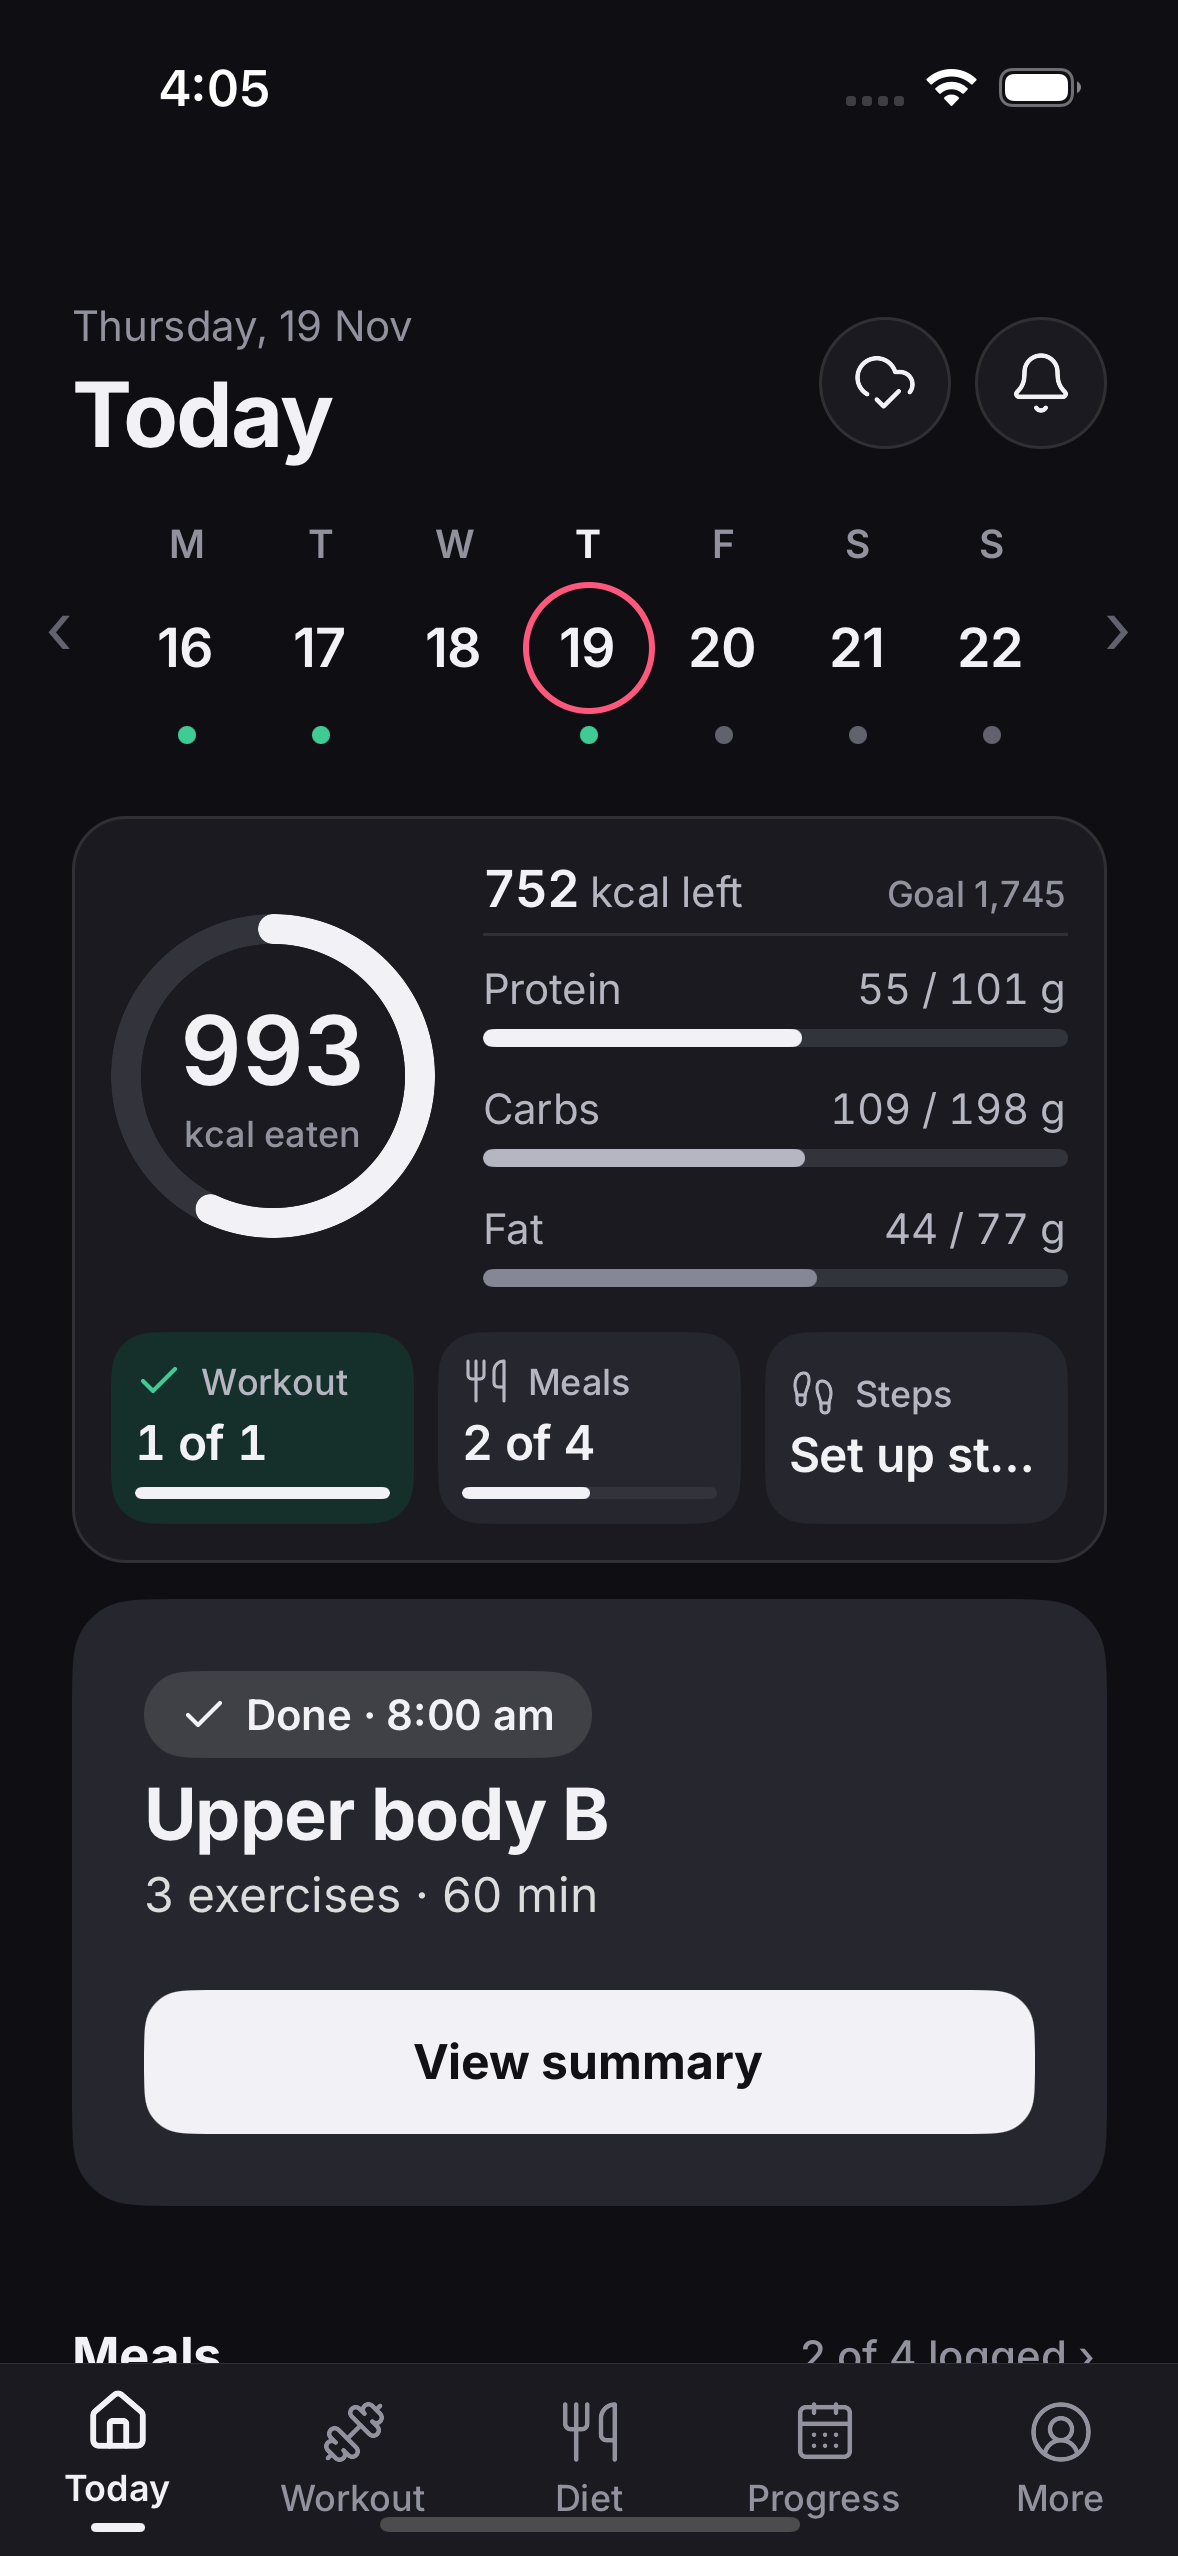 4:05
Thursday, 19 Nov
Today
M T W T F S S
‹ 16 17 18 19 20 21 22 ›
752 kcal left Goal 1,745
993
kcal eaten
Protein 55 / 101 g
Carbs 109 / 198 g
Fat 44 / 77 g
Workout
1 of 1
Meals
2 of 4
Steps
Set up st...
Done · 8:00 am
Upper body B
3 exercises · 60 min
View summary
Meals 2 of 4 logged ›
Today Workout Diet Progress More